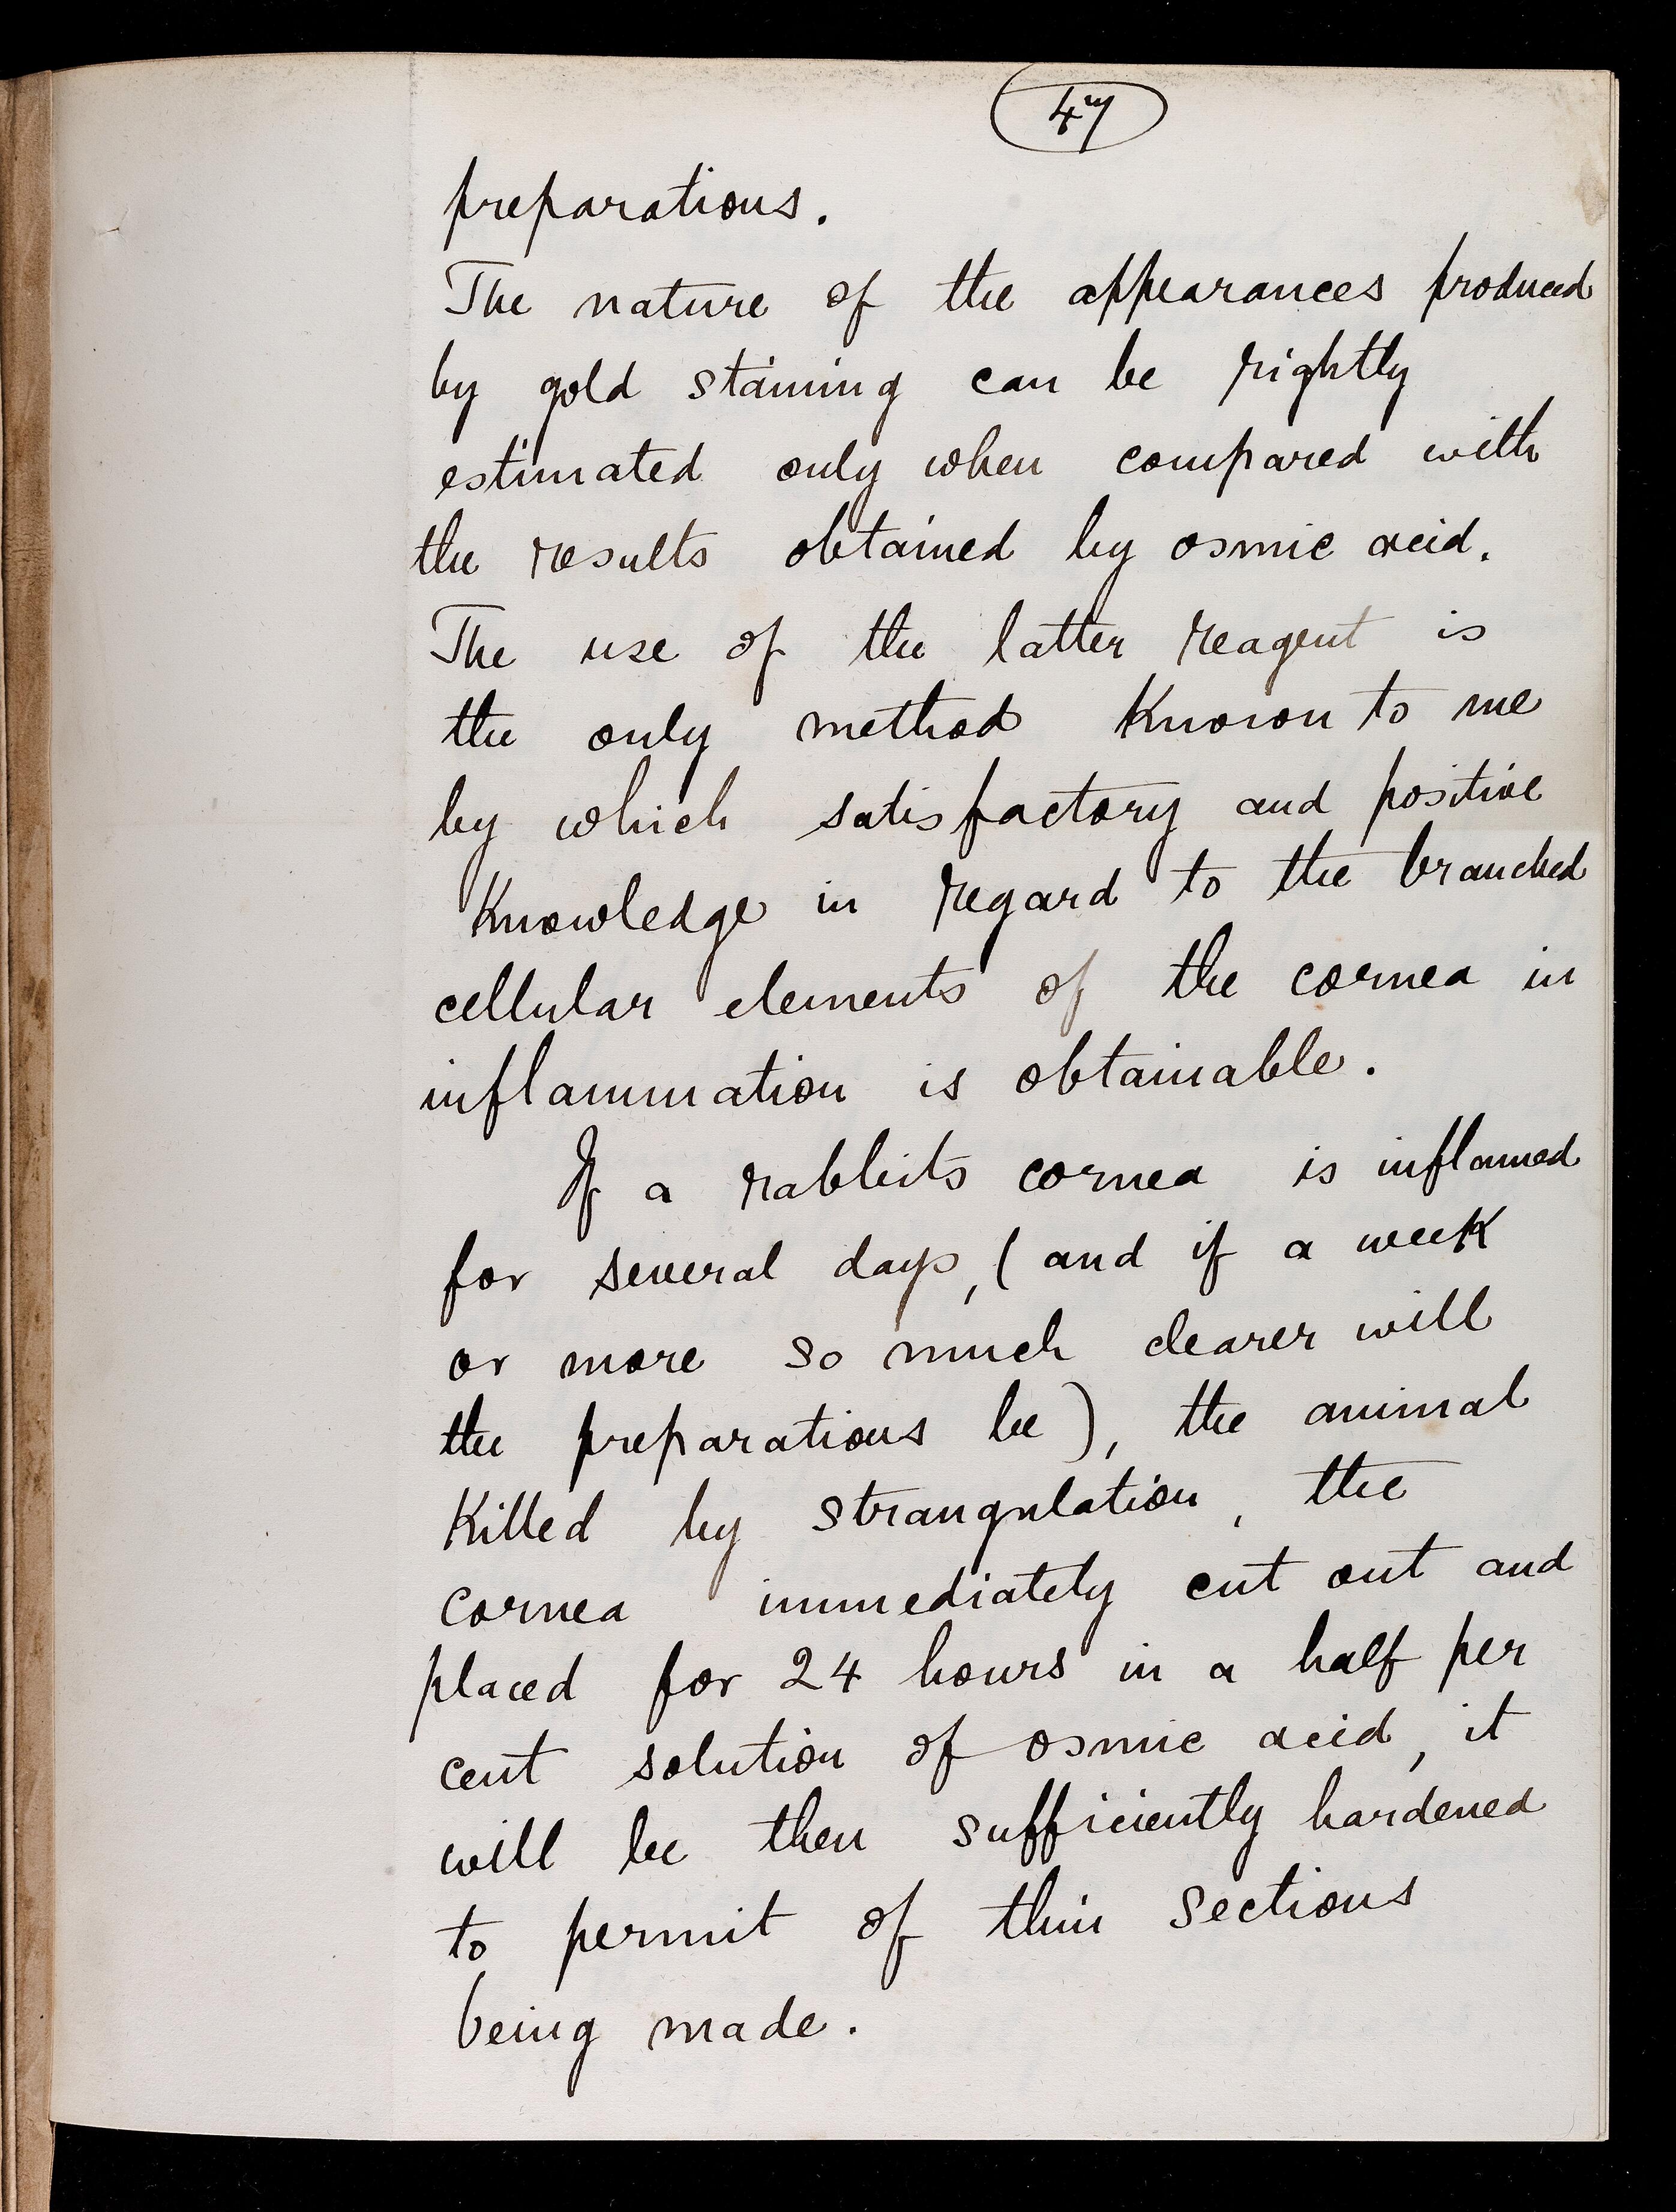 47
preparations.
The nature of the appearances produced
by gold staining can be rightly
estimated only when compared with
the results obtained by osmic acid.
The use of the latter reagent is
the only method known to me
by which satisfactory and positive
knowledge in regard to the branched
cellular elements of the cornea in
inflammation is obtainable.
If a rabbits cornea is inflamed
for several days, (and if a week
or more so much clearer will
the preparations be), the animal
killed by strangulation, the
cornea immediately cut out and
placed for 24 hours in a half per
cent solution of osmic acid, it
will be then sufficiently hardened
to permit of thin sections
being made.